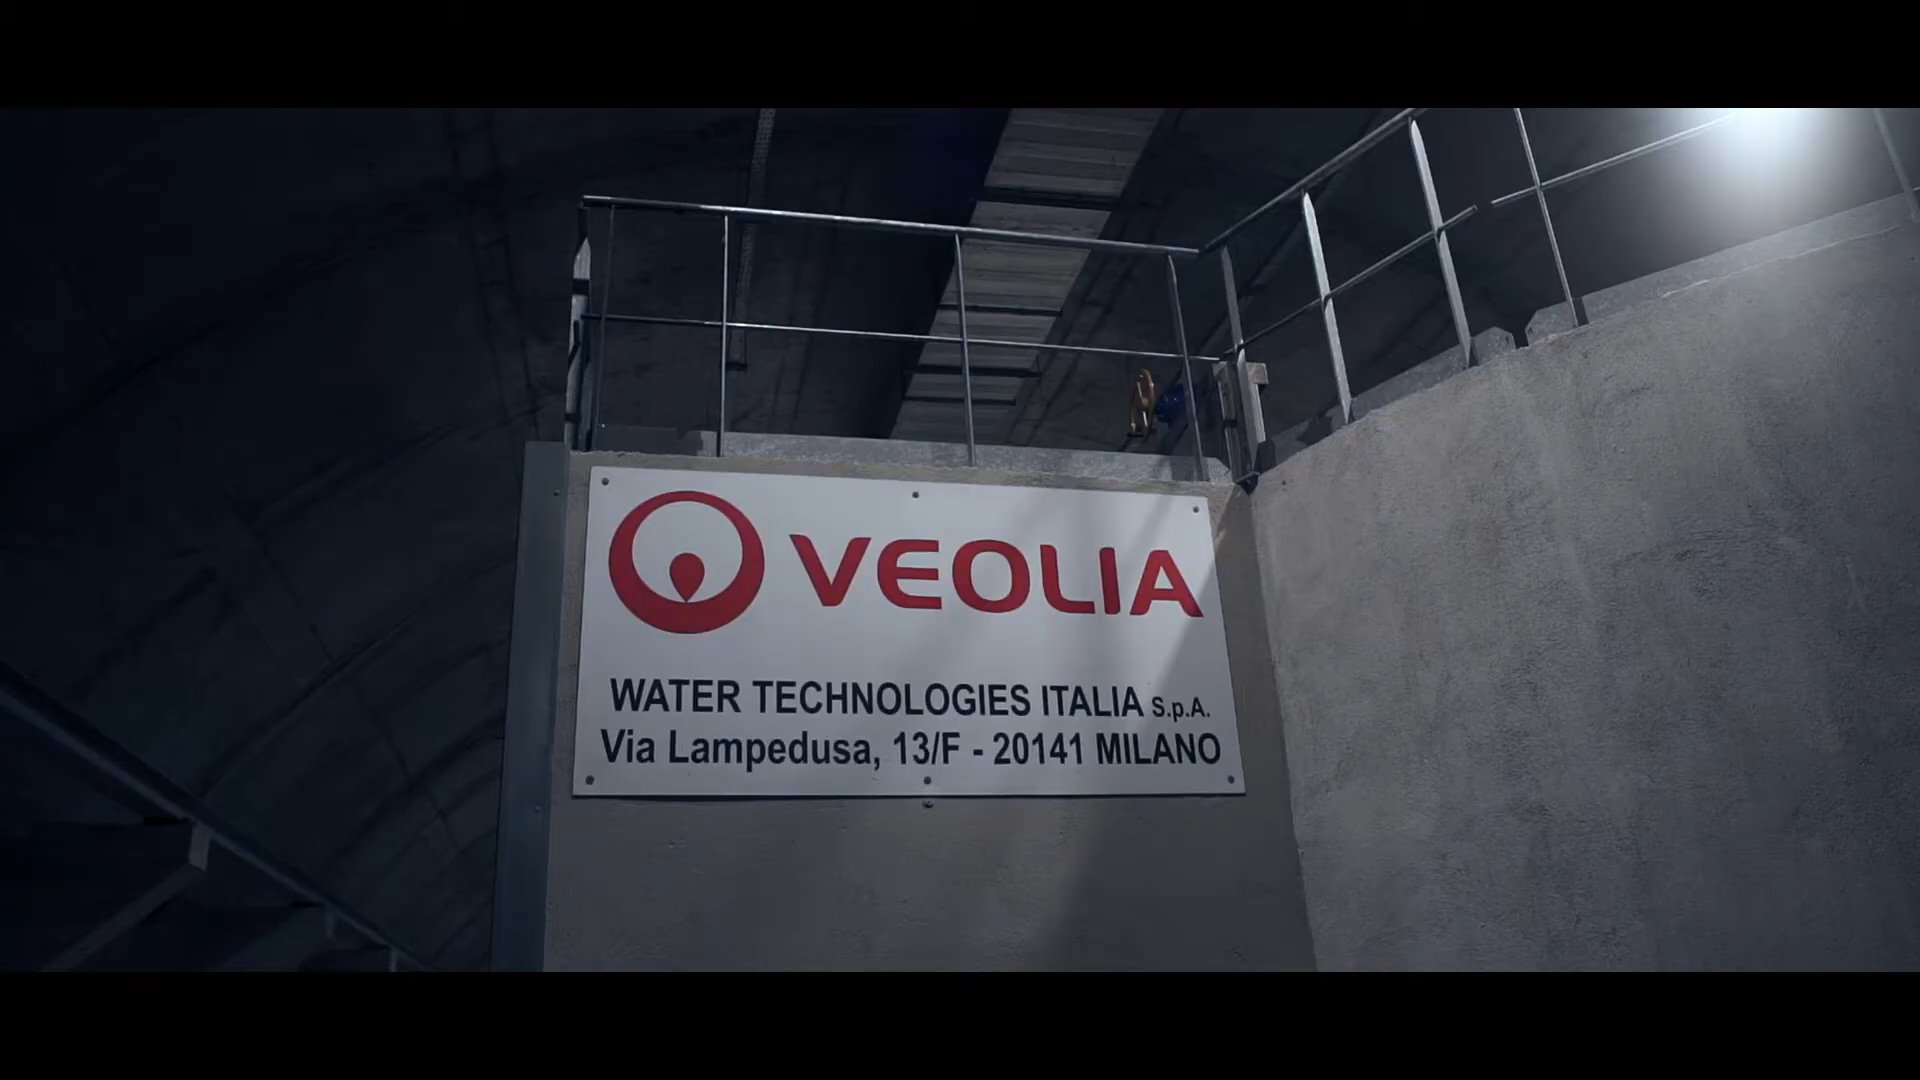 VEOLIA
WATER TECHNOLOGIES ITALIA S.p.A.
Via Lampedusa, 13/F - 20141 MILANO